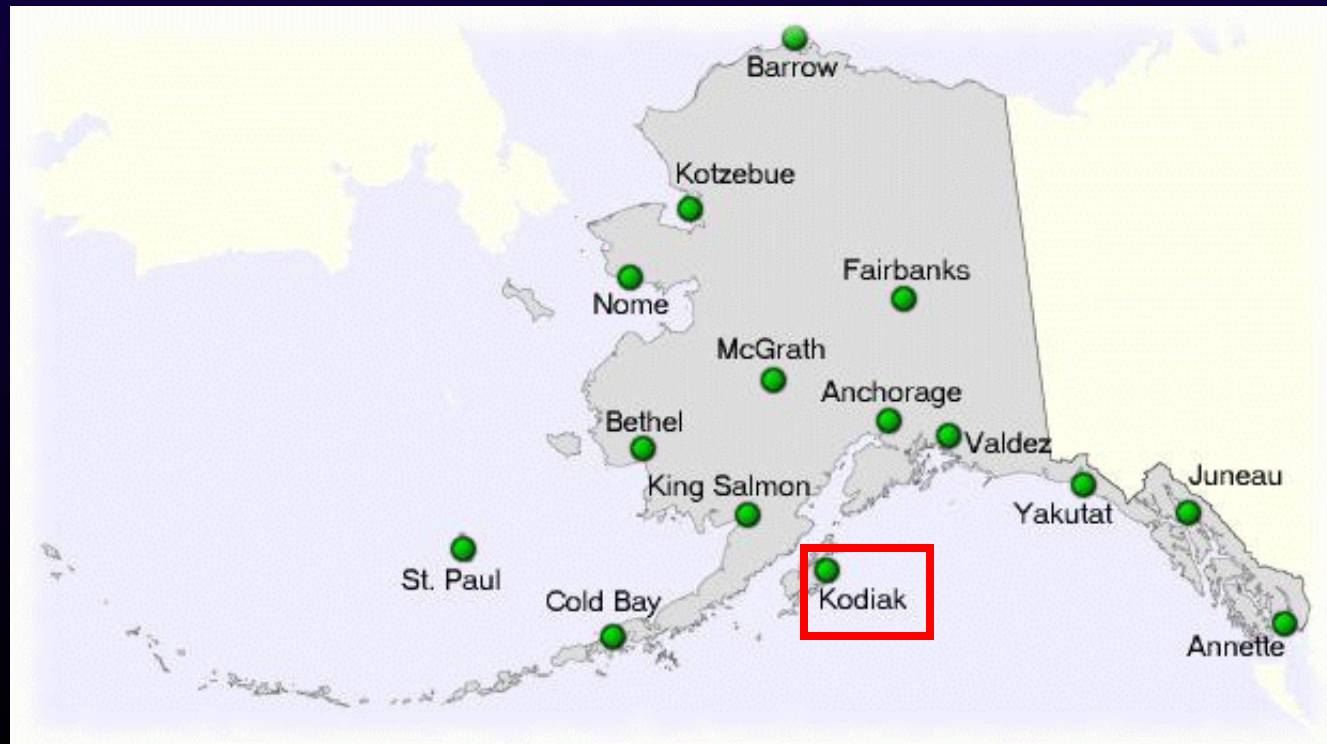 Barrow
Kotzebue
Fairbanks
Nome
McGrath
Anchorage
Bethel
Valdez
King Salmon
Juneau
Yakutat
St. Paul
Cold Bay
Kodiak
Annette